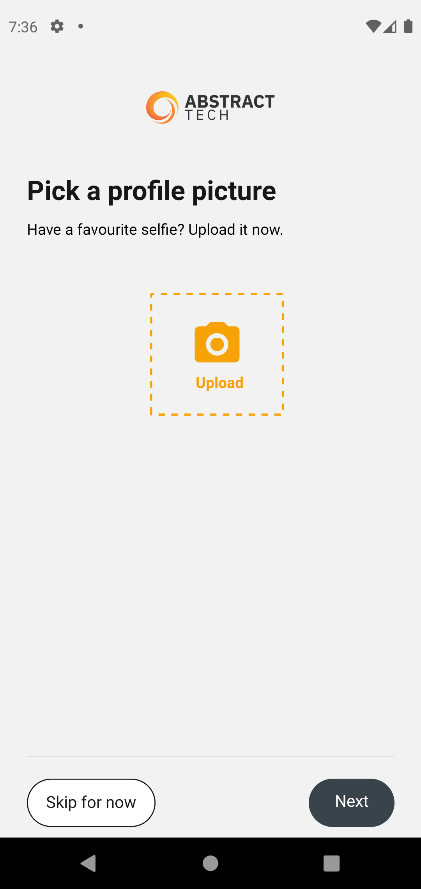 7:36
ABSTRACT
TECH
Pick a profile picture
Have a favourite selfie? Upload it now.
Upload
Skip for now
Next